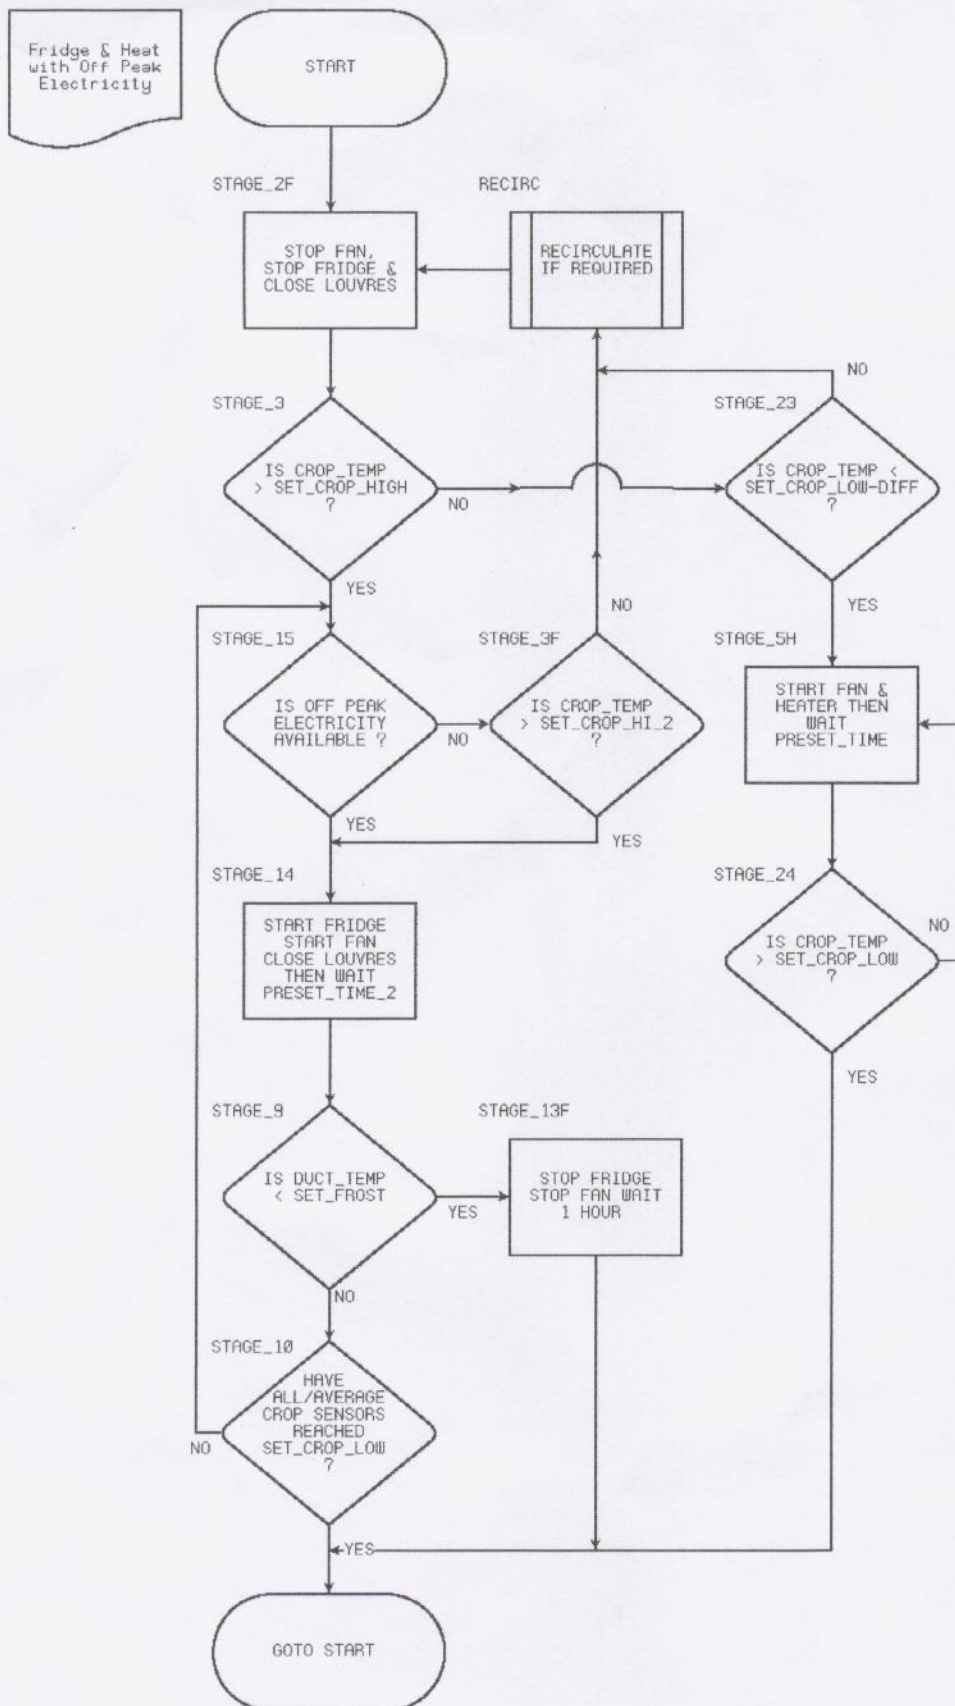 Fridge & Heat
with Off Peak
Electricity
START
STAGE_2F
RECIRC
STOP FAN,
STOP FRIDGE &
CLOSE LOUVRES
RECIRCULATE
IF REQUIRED
NO
STAGE_3
STAGE_23
IS CROP_TEMP
> SET_CROP_HIGH
?
NO
IS CROP_TEMP <
SET_CROP_LOW-DIFF
?
YES
NO
YES
STAGE_15
STAGE_3F
STAGE_5H
IS OFF PEAK
ELECTRICITY
AVAILABLE ?
NO
IS CROP_TEMP
> SET_CROP_HI_2
?
START FAN &
HEATER THEN
WAIT
PRESET_TIME
YES
YES
STAGE_14
STAGE_24
START FRIDGE
START FAN
CLOSE LOUVRES
THEN WAIT
PRESET_TIME_2
IS CROP_TEMP
> SET_CROP_LOW
?
NO
YES
STAGE_9
STAGE_13F
IS DUCT_TEMP
< SET_FROST
YES
STOP FRIDGE
STOP FAN WAIT
1 HOUR
NO
STAGE_10
HAVE
ALL/AVERAGE
CROP SENSORS
REACHED
SET_CROP_LOW
?
NO
YES
GOTO START